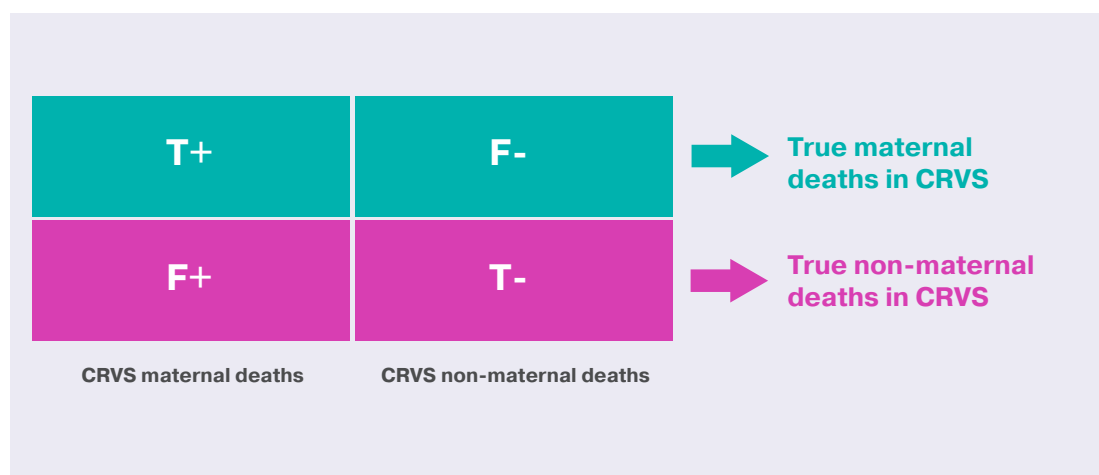 T+
F-
True maternal
deaths in CRVS
F+
T-
True non-maternal
deaths in CRVS
CRVS maternal deaths
CRVS non-maternal deaths